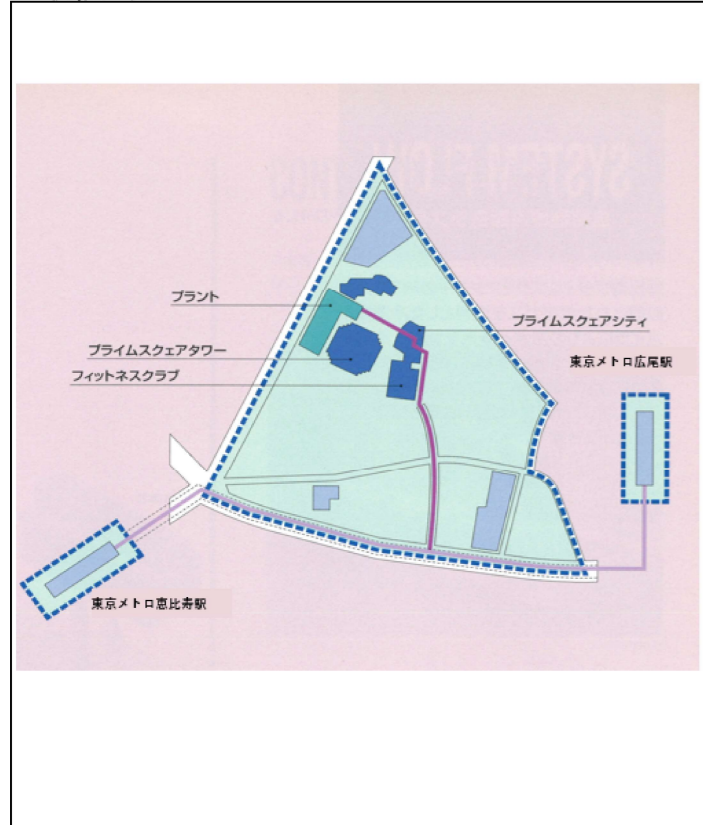 プラント
プライムスクェアシティ
プライムスクェアタワー
東京メトロ広尾駅
フィットネスクラブ
東京メトロ恵比寿駅